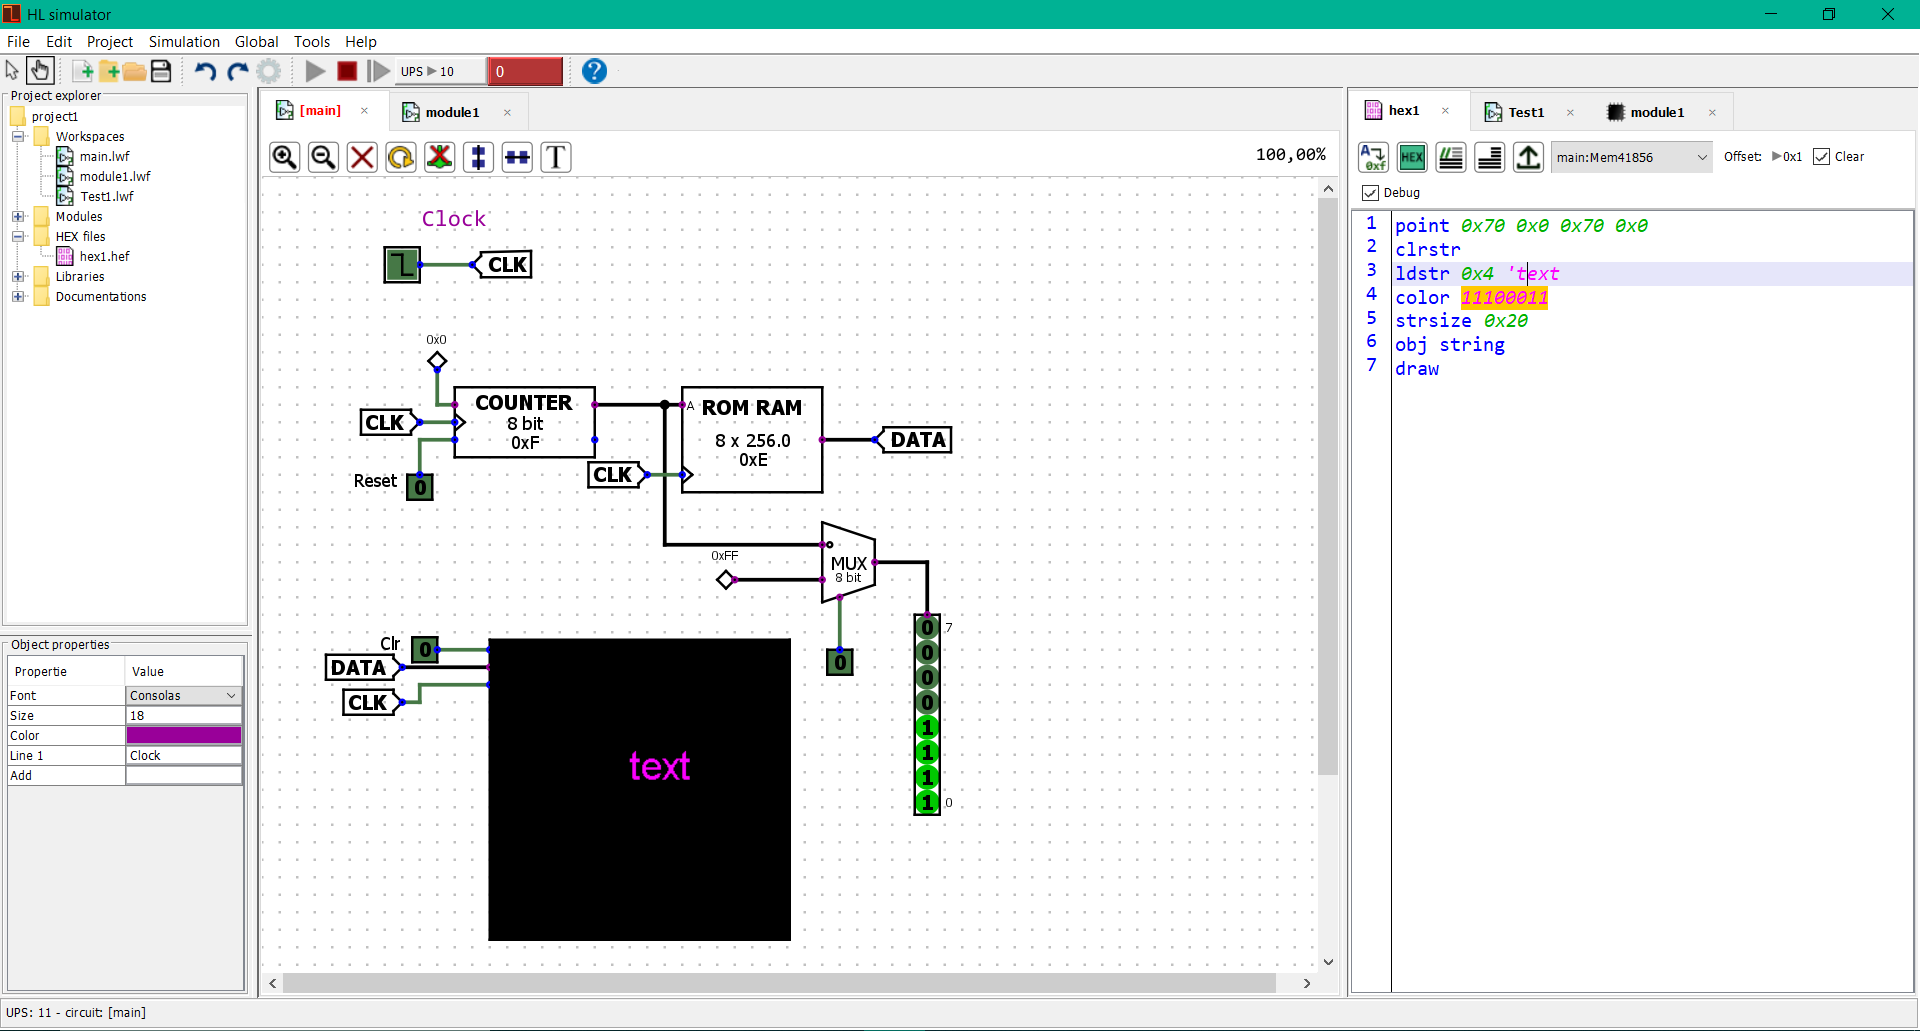 HL simulator
File Edit Project Simulation Global Tools Help
UPS 10 0 ?
Project explorer
project1
Workspaces
main.lwf
module1.lwf
Test1.lwf
Modules
HEX files
hex1.hef
Libraries
Documentations
Object properties
Propertie Value
Font Consolas
Size 18
Color
Line 1 Clock
Add
[main] × module1 ×
T 100,00%
Clock
CLK
0x0
CLK
COUNTER
8 bit
0xF
Reset 0
A ROM RAM
8 x 256.0
0xE
CLK
DATA
0xFF
MUX
8 bit
0
Clr 0
DATA
CLK
text
0 7
0
0
0
1
1
1
1 0
hex1 × Test1 × module1 ×
A 0xf HEX main:Mem41856 Offset: 0x1 Clear
Debug
1 point 0x70 0x0 0x70 0x0
2 clrstr
3 ldstr 0x4 'text
4 color 11100011
5 strsize 0x20
6 obj string
7 draw
UPS: 11 - circuit: [main]